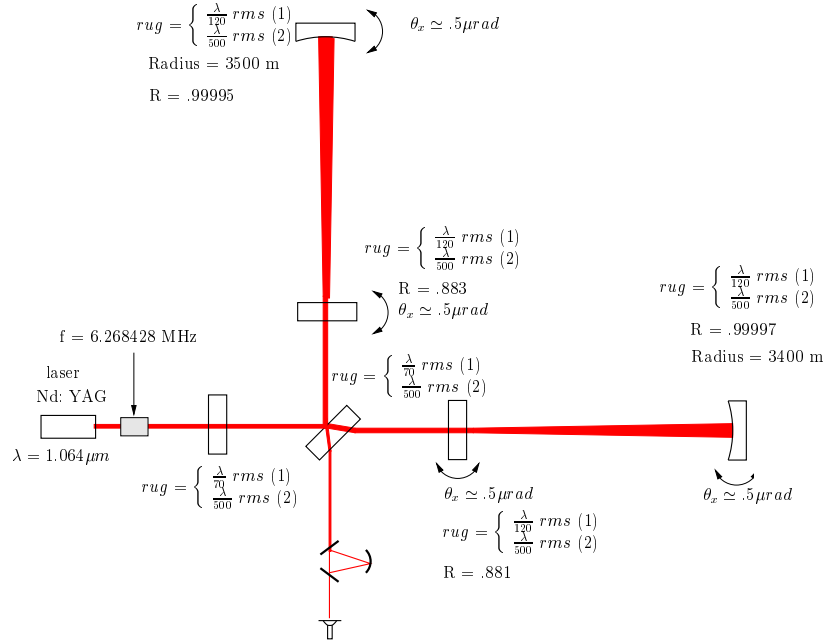 rug = { λ/120 rms (1)
λ/500 rms (2)
θx ≃ .5μrad
Radius = 3500 m
R = .99995
rug = { λ/120 rms (1)
λ/500 rms (2)
R = .883
θx ≃ .5μrad
rug = { λ/120 rms (1)
λ/500 rms (2)
R = .99997
Radius = 3400 m
f = 6.268428 MHz
laser
Nd: YAG
λ = 1.064μm
rug = { λ/70 rms (1)
λ/500 rms (2)
rug = { λ/70 rms (1)
λ/500 rms (2)
θx ≃ .5μrad
rug = { λ/120 rms (1)
λ/500 rms (2)
R = .881
θx ≃ .5μrad